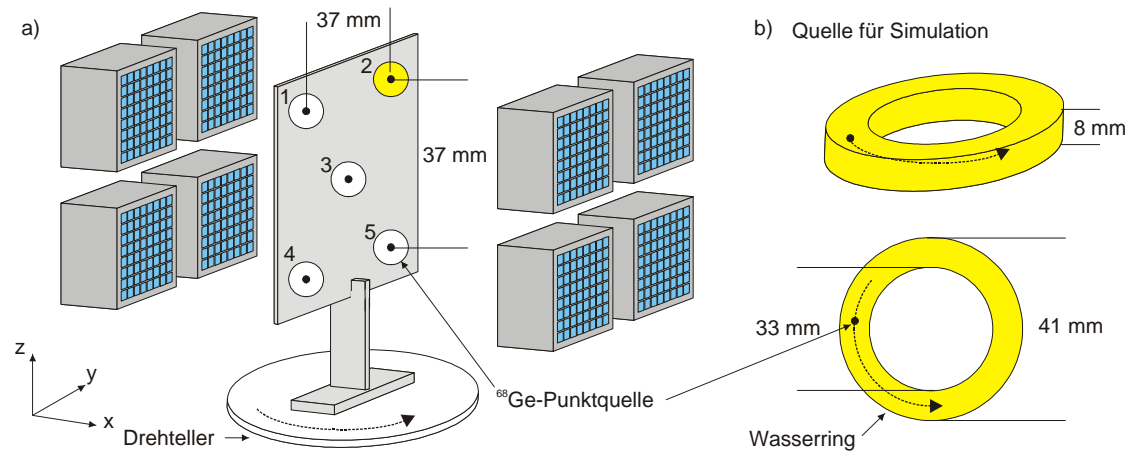 a)
37 mm
1
2
3
37 mm
4
5
z
y
x
Drehteller
⁶⁸Ge-Punktquelle
b) Quelle für Simulation
8 mm
33 mm
41 mm
Wasserring